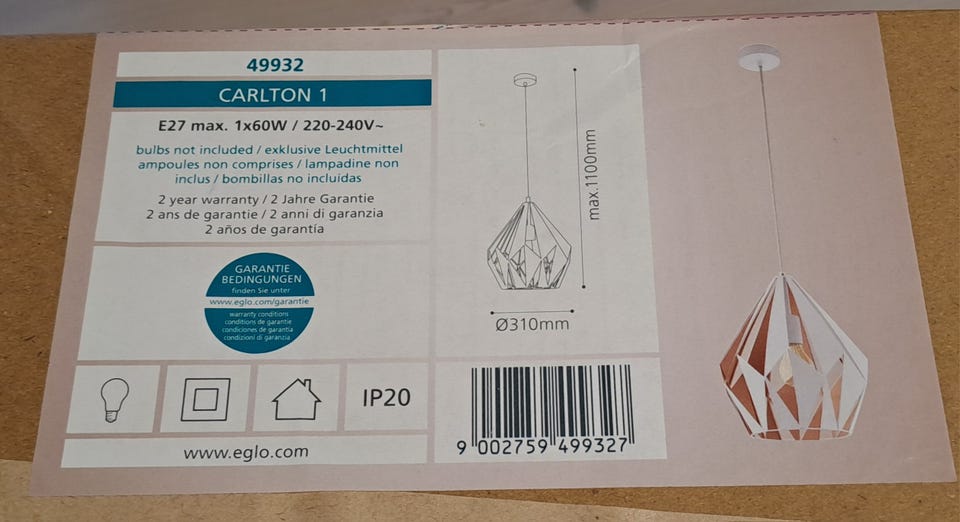 49932
CARLTON 1
E27 max. 1x60W / 220-240V~
bulbs not included / exklusive Leuchtmittel
ampoules non comprises / lampadine non
inclus / bombillas no incluidas
2 year warranty / 2 Jahre Garantie
2 ans de garantie / 2 anni di garanzia
2 años de garantía
GARANTIE
BEDINGUNGEN
finden Sie unter
www.eglo.com/garantie
warranty conditions
conditions de garantie
condiciones de garantía
condizioni di garanzia
IP20
www.eglo.com
max.1100mm
Ø310mm
9 002759 499327